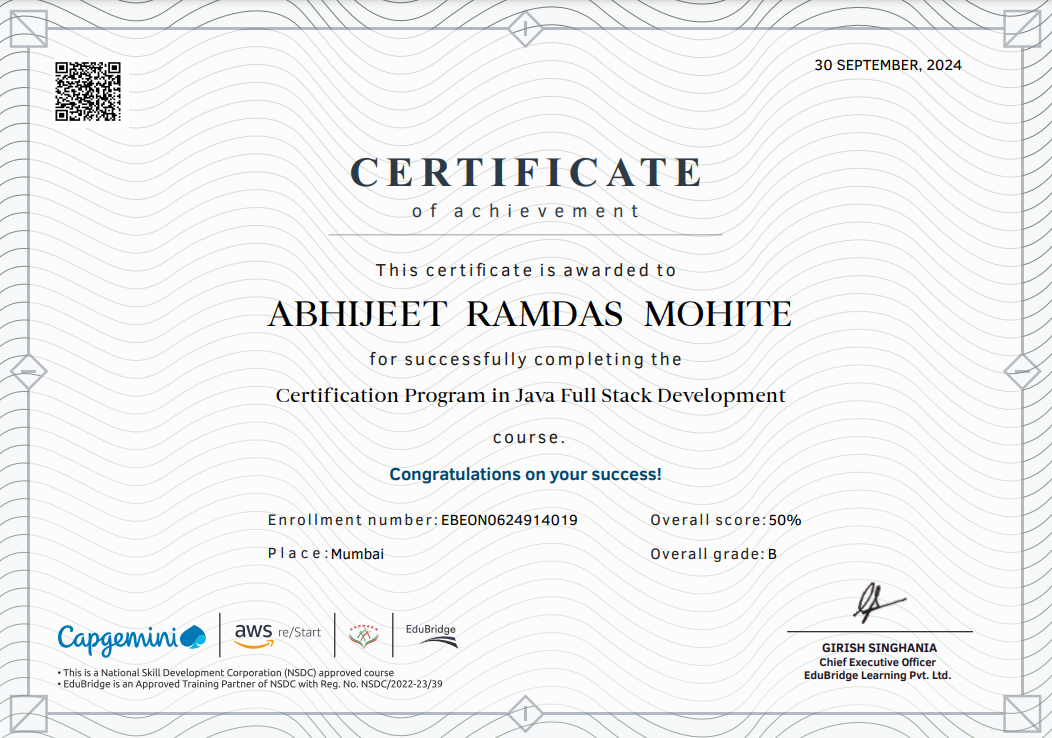 30 SEPTEMBER, 2024
CERTIFICATE
of achievement
This certificate is awarded to
ABHIJEET RAMDAS MOHITE
for successfully completing the
Certification Program in Java Full Stack Development
course.
Congratulations on your success!
Enrollment number: EBEON0624914019
Overall score: 50%
Place: Mumbai
Overall grade: B
Capgemini
aws re/Start
EduBridge
• This is a National Skill Development Corporation (NSDC) approved course
• EduBridge is an Approved Training Partner of NSDC with Reg. No. NSDC/2022-23/39
GIRISH SINGHANIA
Chief Executive Officer
EduBridge Learning Pvt. Ltd.